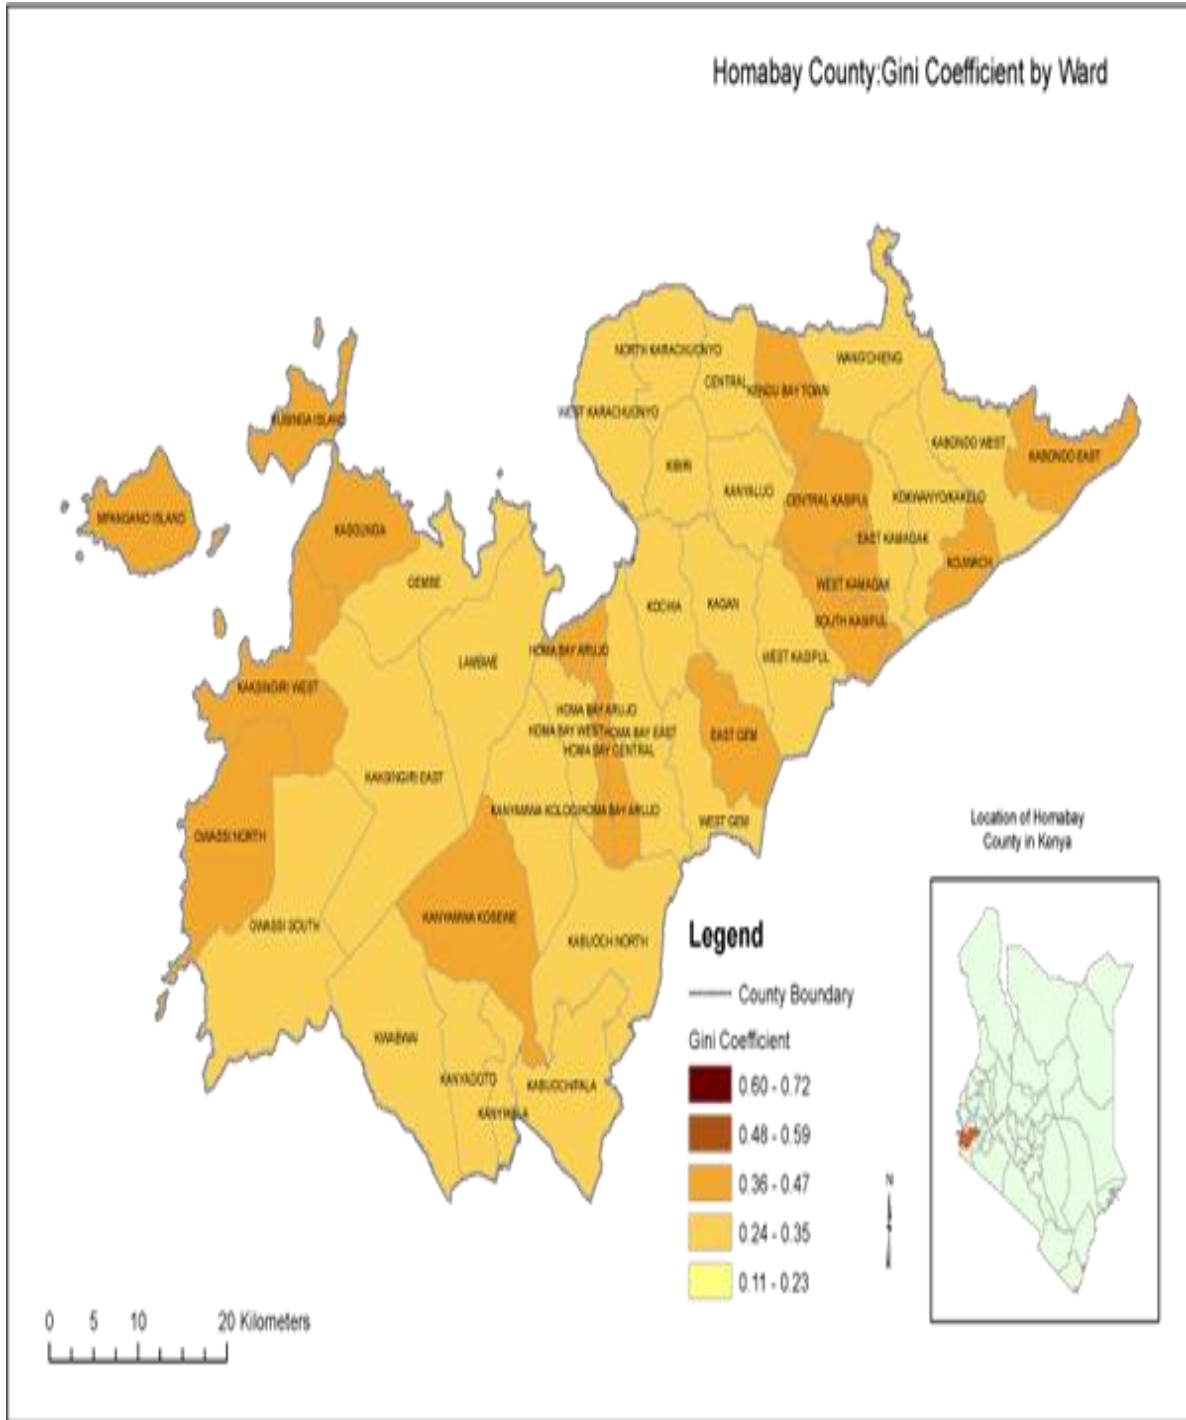 Homabay County:Gini Coefficient by Ward
NORTH KARACHUONYO
WANGCHIENG
CENTRAL
KENDU BAY TOWN
WEST KARACHUONYO
RUSINGA ISLAND
KABONDO WEST
KABONDO EAST
KIBIRI
KANYALUO
CENTRAL KASIPUL
KOKWANYO/KAKELO
MFANGANO ISLAND
KASGUNGA
EAST KAMAGAK
KOJWACH
GEMBE
WEST KAMAGAK
KOCHIA
KAGAN
SOUTH KASIPUL
HOMA BAY ARUJO
WEST KASIPUL
LAMBWE
KAKSINGIRI WEST
HOMA BAY ARUJO
HOMA BAY WEST
HOMA BAY EAST
EAST GEM
HOMA BAY CENTRAL
KAKSINGIRI EAST
KANYAMWA KOLOGI
HOMA BAY ARUJO
WEST GEM
GWASSI NORTH
GWASSI SOUTH
KANYAMWA KOSEWE
KABUOCH NORTH
KWABWAI
KANYADOTO
KABUOCH/PALA
Location of Homabay
County in Kenya
Legend
County Boundary
Gini Coefficient
0.60 - 0.72
0.48 - 0.59
0.36 - 0.47
0.24 - 0.35
0.11 - 0.23
N
0 5 10 20 Kilometers